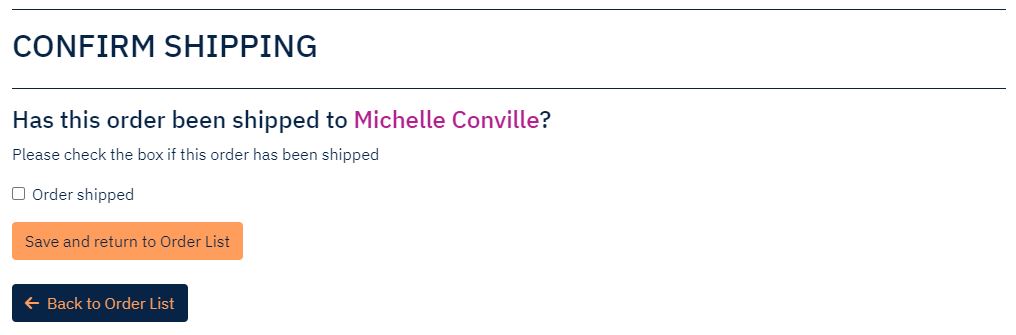 CONFIRM SHIPPING
Has this order been shipped to Michelle Conville?
Please check the box if this order has been shipped
Order shipped
Save and return to Order List
Back to Order List